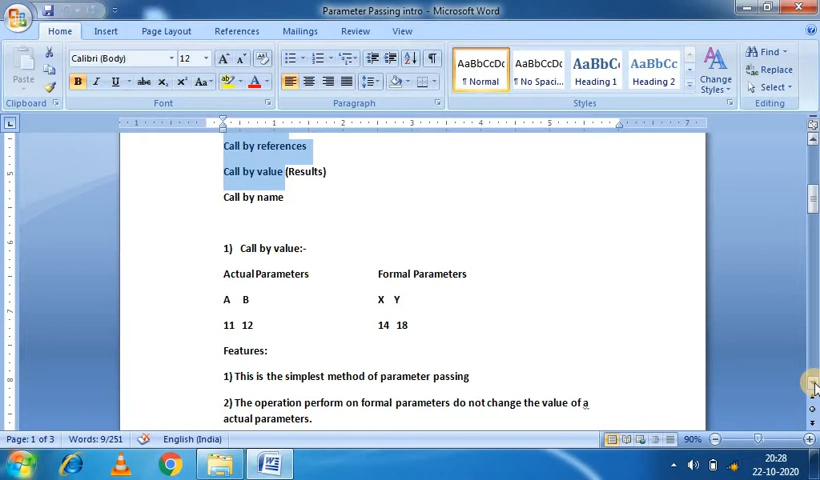 Parameter Passing intro - Microsoft Word
Home Insert Page Layout References Mailings Review View
Calibri (Body) 12
Paste
B I U abc
Clipboard Font Paragraph Styles Editing
AaBbCcDc AaBbCcDc AaBbCc AaBbCc
¶ Normal ¶ No Spaci... Heading 1 Heading 2
Change Styles
Find
Replace
Select
Call by references
Call by value (Results)
Call by name
1) Call by value:-
Actual Parameters Formal Parameters
A B X Y
11 12 14 18
Features:
1) This is the simplest method of parameter passing
2) The operation perform on formal parameters do not change the value of a
actual parameters.
Page: 1 of 3 Words: 9/251 English (India) 90%
20:28
22-10-2020